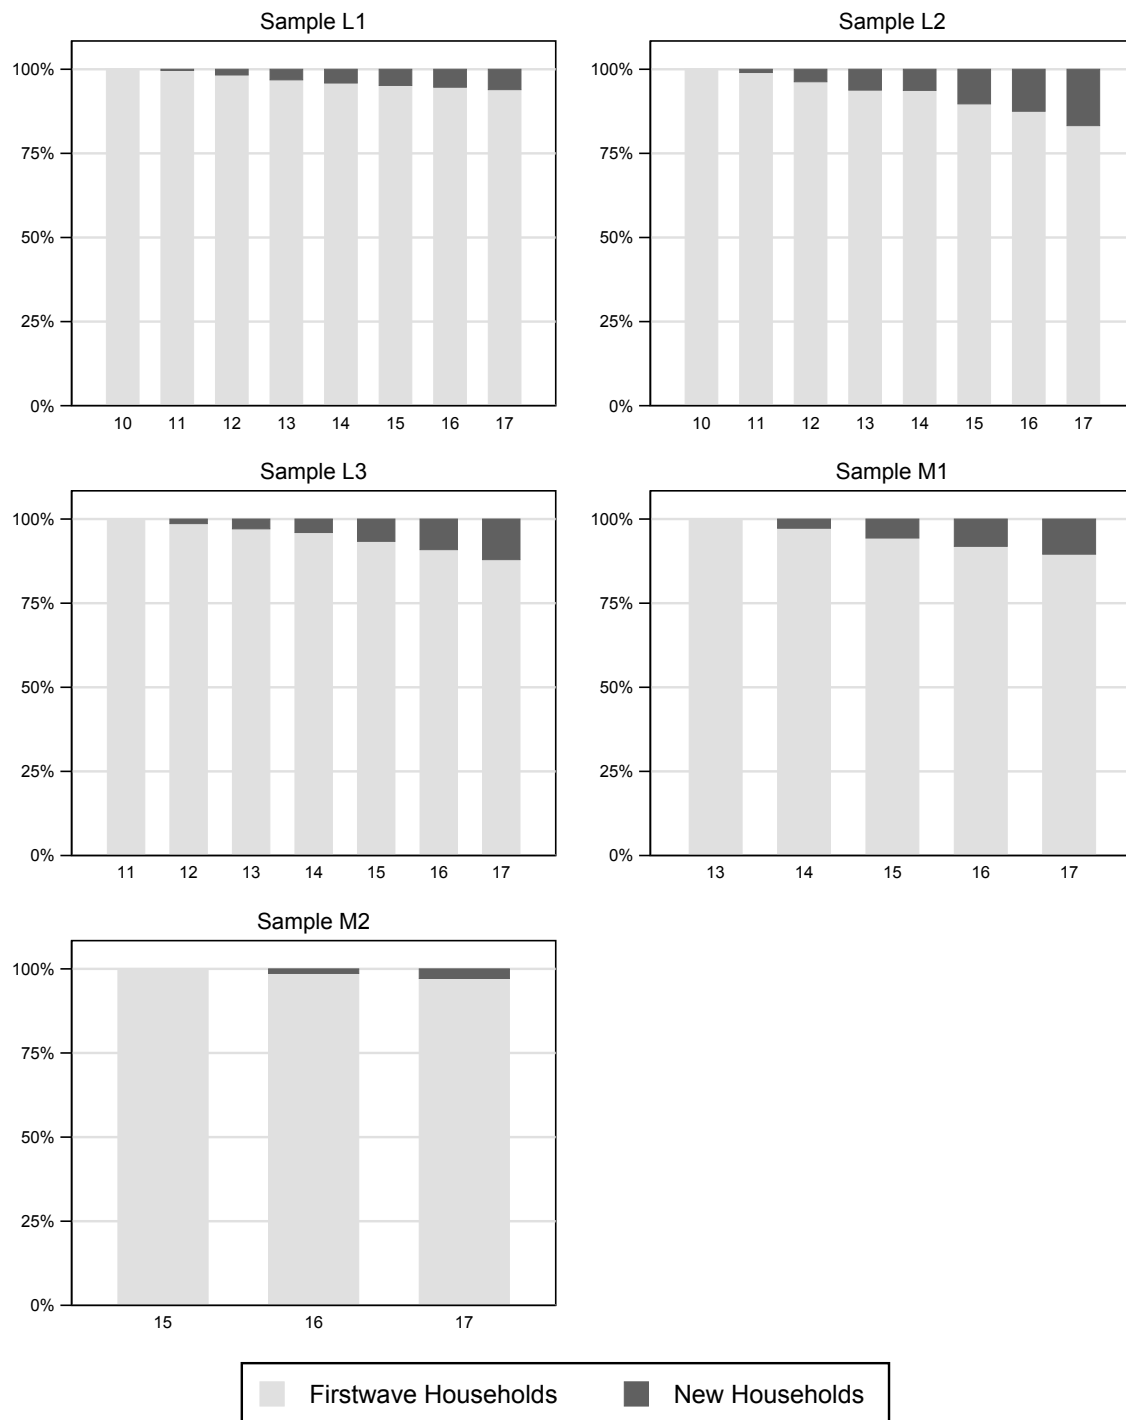 Sample L1
100%
75%
50%
25%
0%
10 11 12 13 14 15 16 17
Sample L2
100%
75%
50%
25%
0%
10 11 12 13 14 15 16 17
Sample L3
100%
75%
50%
25%
0%
11 12 13 14 15 16 17
Sample M1
100%
75%
50%
25%
0%
13 14 15 16 17
Sample M2
100%
75%
50%
25%
0%
15 16 17
Firstwave Households New Households